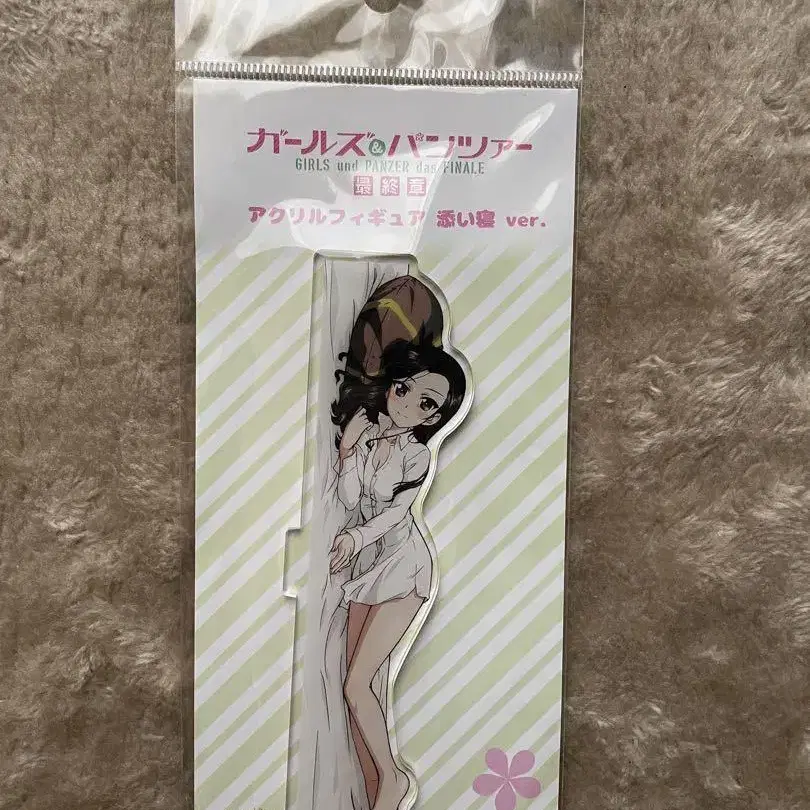 ガールズ&パンツァー
GIRLS und PANZER das FINALE
最終章
アクリルフィギュア 添い寝 ver.